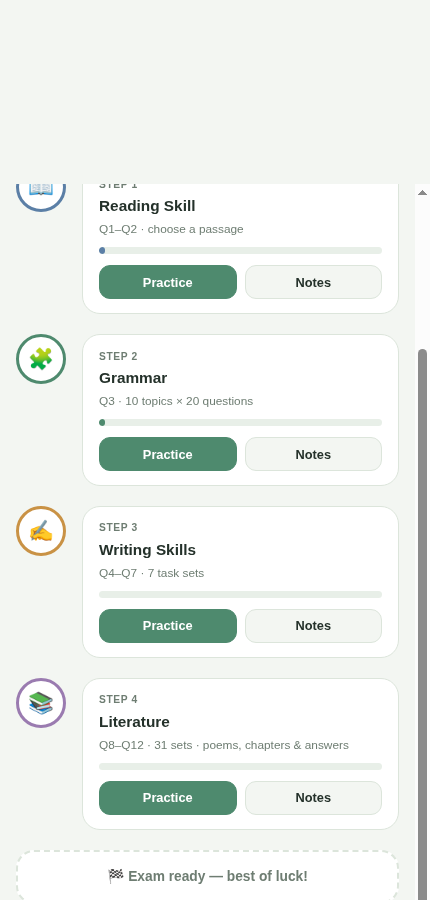 STEP 1
Reading Skill
Q1–Q2 · choose a passage
Practice
Notes
STEP 2
Grammar
Q3 · 10 topics × 20 questions
Practice
Notes
STEP 3
Writing Skills
Q4–Q7 · 7 task sets
Practice
Notes
STEP 4
Literature
Q8–Q12 · 31 sets · poems, chapters & answers
Practice
Notes
🏁 Exam ready — best of luck!